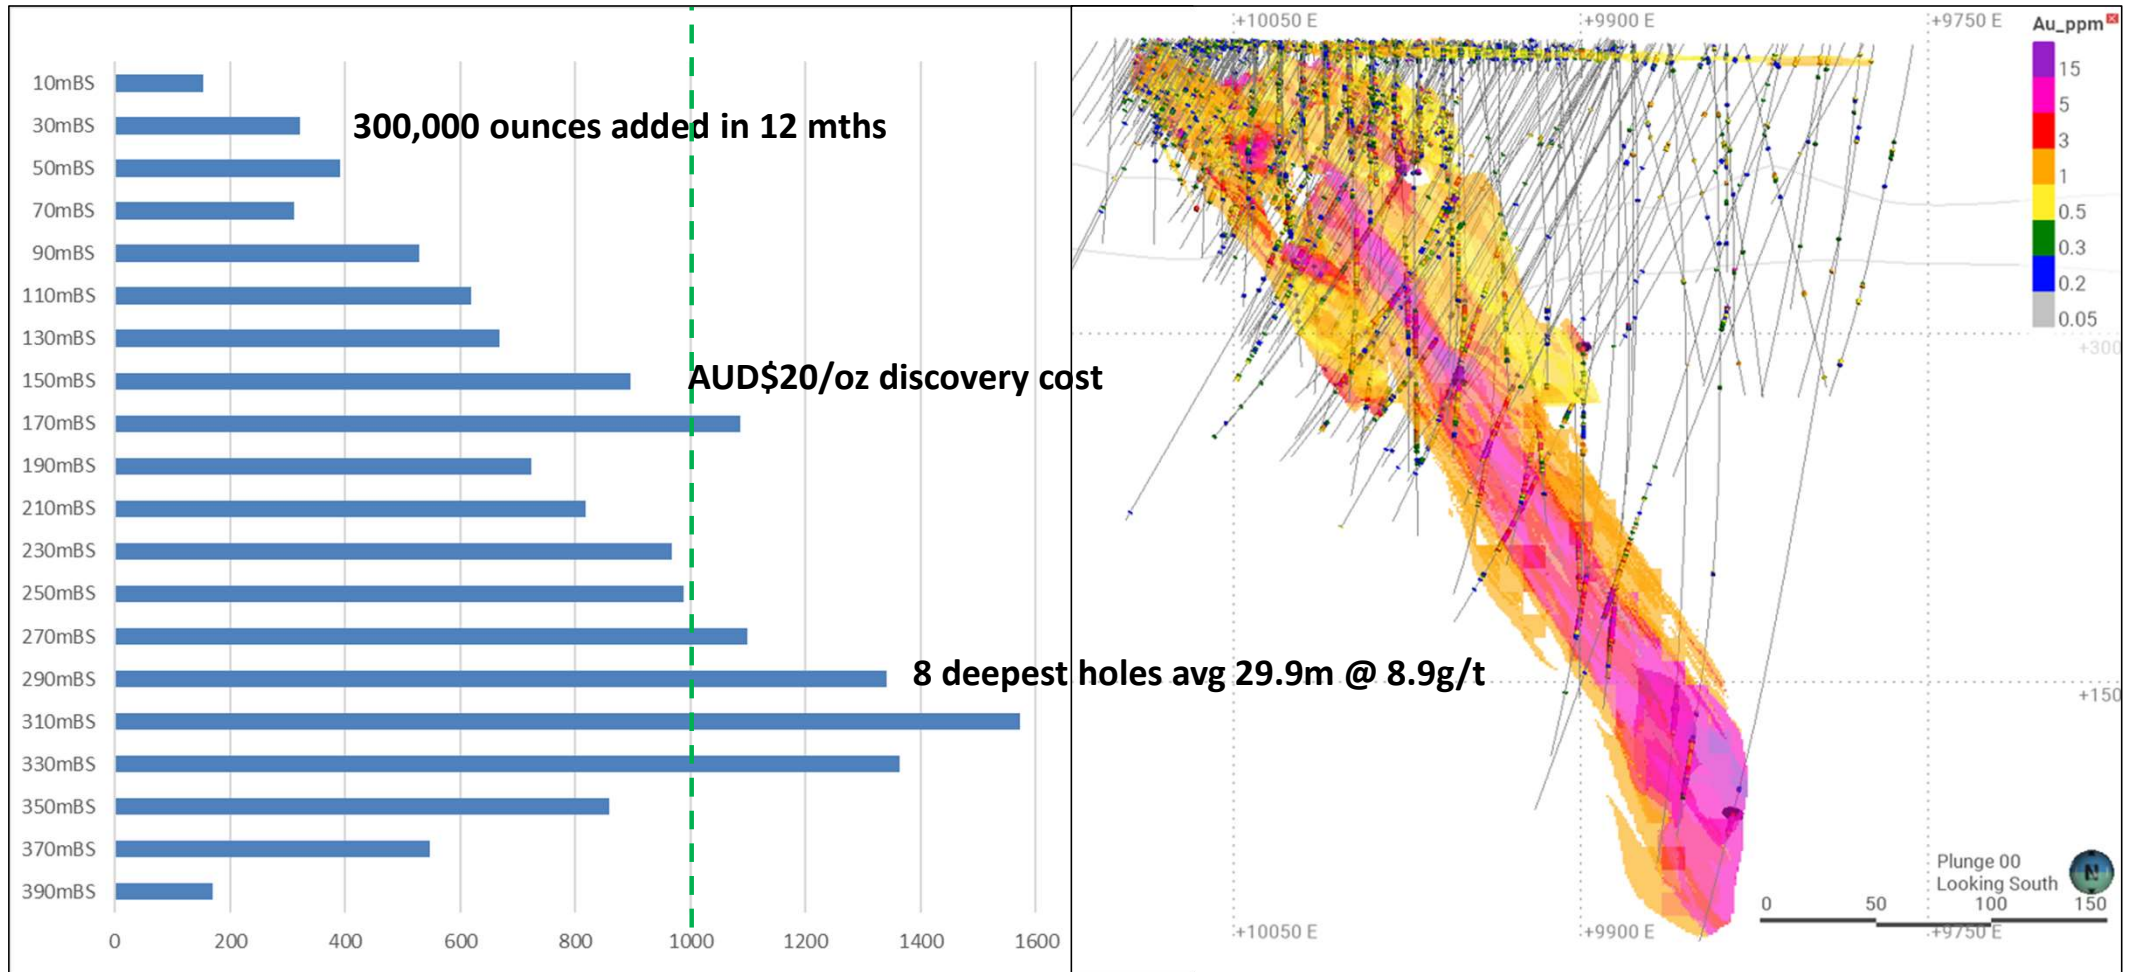 10mBS
30mBS
50mBS
70mBS
90mBS
110mBS
130mBS
150mBS
170mBS
190mBS
210mBS
230mBS
250mBS
270mBS
290mBS
310mBS
330mBS
350mBS
370mBS
390mBS
0 200 400 600 800 1000 1200 1400 1600
300,000 ounces added in 12 mths
AUD$20/oz discovery cost
8 deepest holes avg 29.9m @ 8.9g/t
+10050 E +9900 E +9750 E
Au_ppm
15
5
3
1
0.5
0.3
0.2
0.05
+300
+150
Plunge 00
Looking South
N
0 50 100 150
+10050 E +9900 E +9750 E